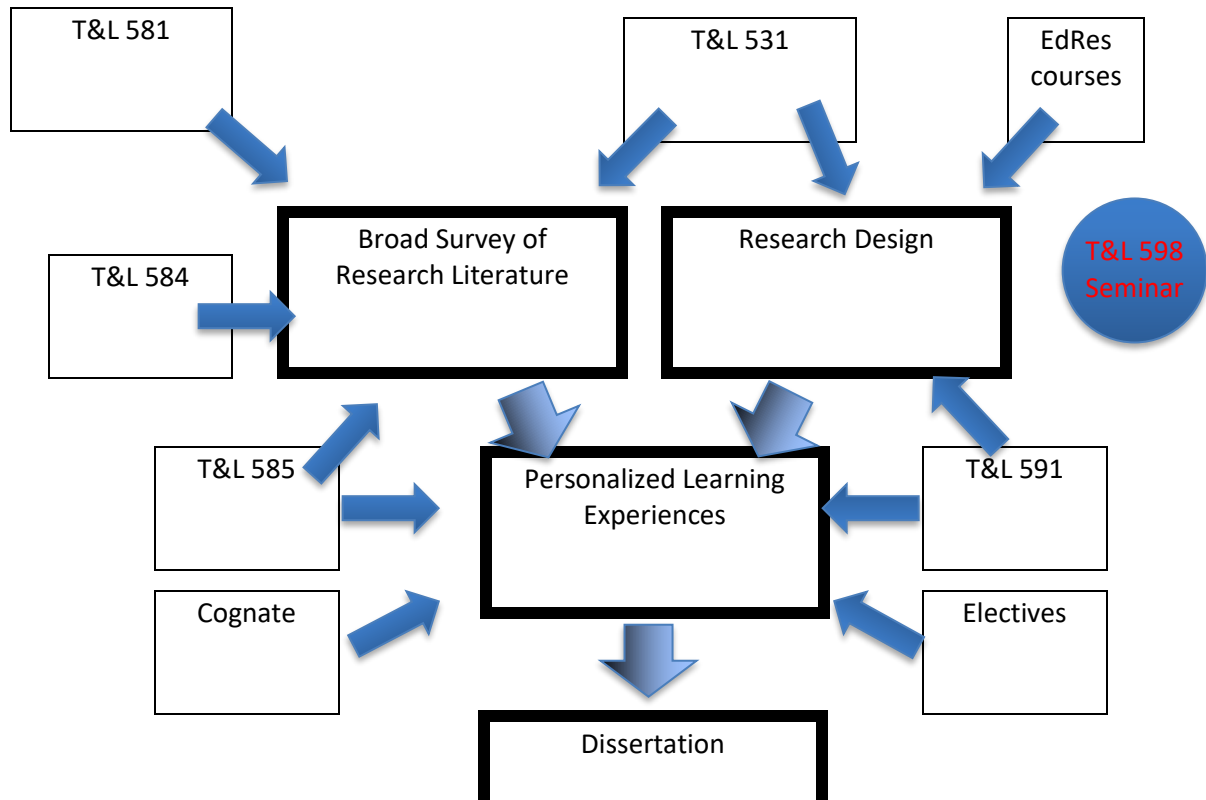 T&L 581
T&L 531
EdRes
courses
Broad Survey of
Research Literature
Research Design
T&L 598
Seminar
T&L 584
T&L 585
Personalized Learning
Experiences
T&L 591
Cognate
Electives
Dissertation